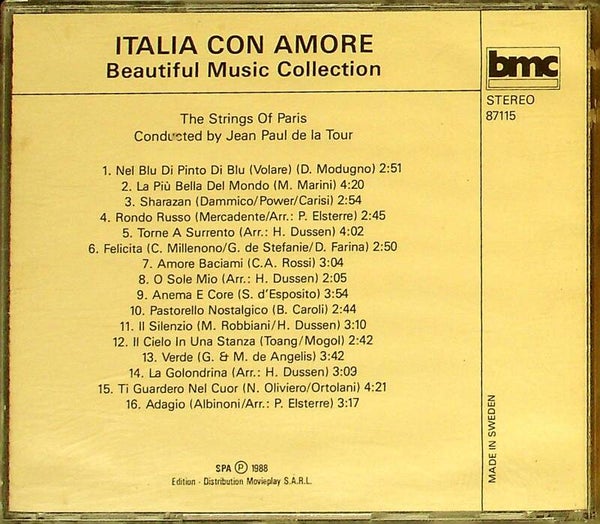 ITALIA CON AMORE
Beautiful Music Collection
bmc
STEREO
87115
The Strings Of Paris
Conducted by Jean Paul de la Tour
1. Nel Blu Di Pinto Di Blu (Volare) (D. Modugno) 2:51
2. La Più Bella Del Mondo (M. Marini) 4:20
3. Sharazan (Dammico/Power/Carisi) 2:54
4. Rondo Russo (Mercadente/Arr.: P. Elsterre) 2:45
5. Torne A Surrento (Arr.: H. Dussen) 4:02
6. Felicita (C. Millenono/G. de Stefanie/D. Farina) 2:50
7. Amore Baciami (C.A. Rossi) 3:04
8. O Sole Mio (Arr.: H. Dussen) 2:05
9. Anema E Core (S. d'Esposito) 3:54
10. Pastorello Nostalgico (B. Caroli) 2:44
11. Il Silenzio (M. Robbiani/H. Dussen) 3:10
12. Il Cielo In Una Stanza (Toang/Mogol) 2:42
13. Verde (G. & M. de Angelis) 3:42
14. La Golondrina (Arr.: H. Dussen) 3:09
15. Ti Guardero Nel Cuor (N. Oliviero/Ortolani) 4:21
16. Adagio (Albinoni/Arr.: P. Elsterre) 3:17
SPA Ⓟ 1988
Edition - Distribution Movieplay S.A.R.L.
MADE IN SWEDEN